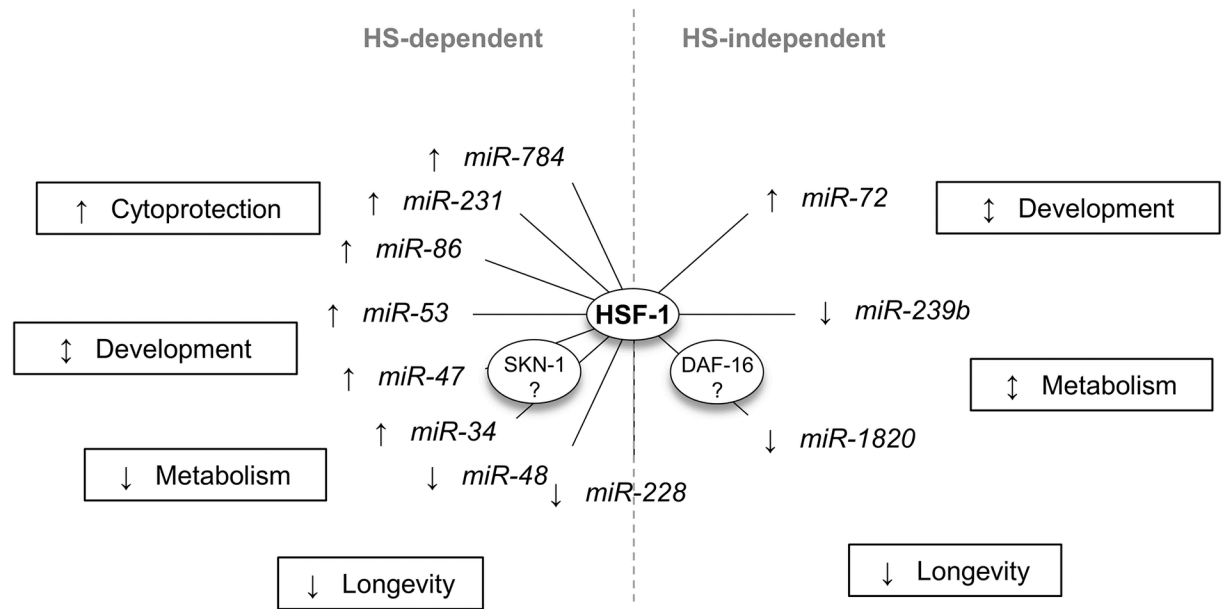 HS-dependent
HS-independent
↑ miR-784
↑ miR-231
↑ Cytoprotection
↑ miR-86
↑ miR-53
↕ Development
↑ miR-47
↑ miR-34
↓ Metabolism
↓ miR-48
↓ miR-228
↓ Longevity
HSF-1
SKN-1
?
DAF-16
?
↑ miR-72
↕ Development
↓ miR-239b
↕ Metabolism
↓ miR-1820
↓ Longevity